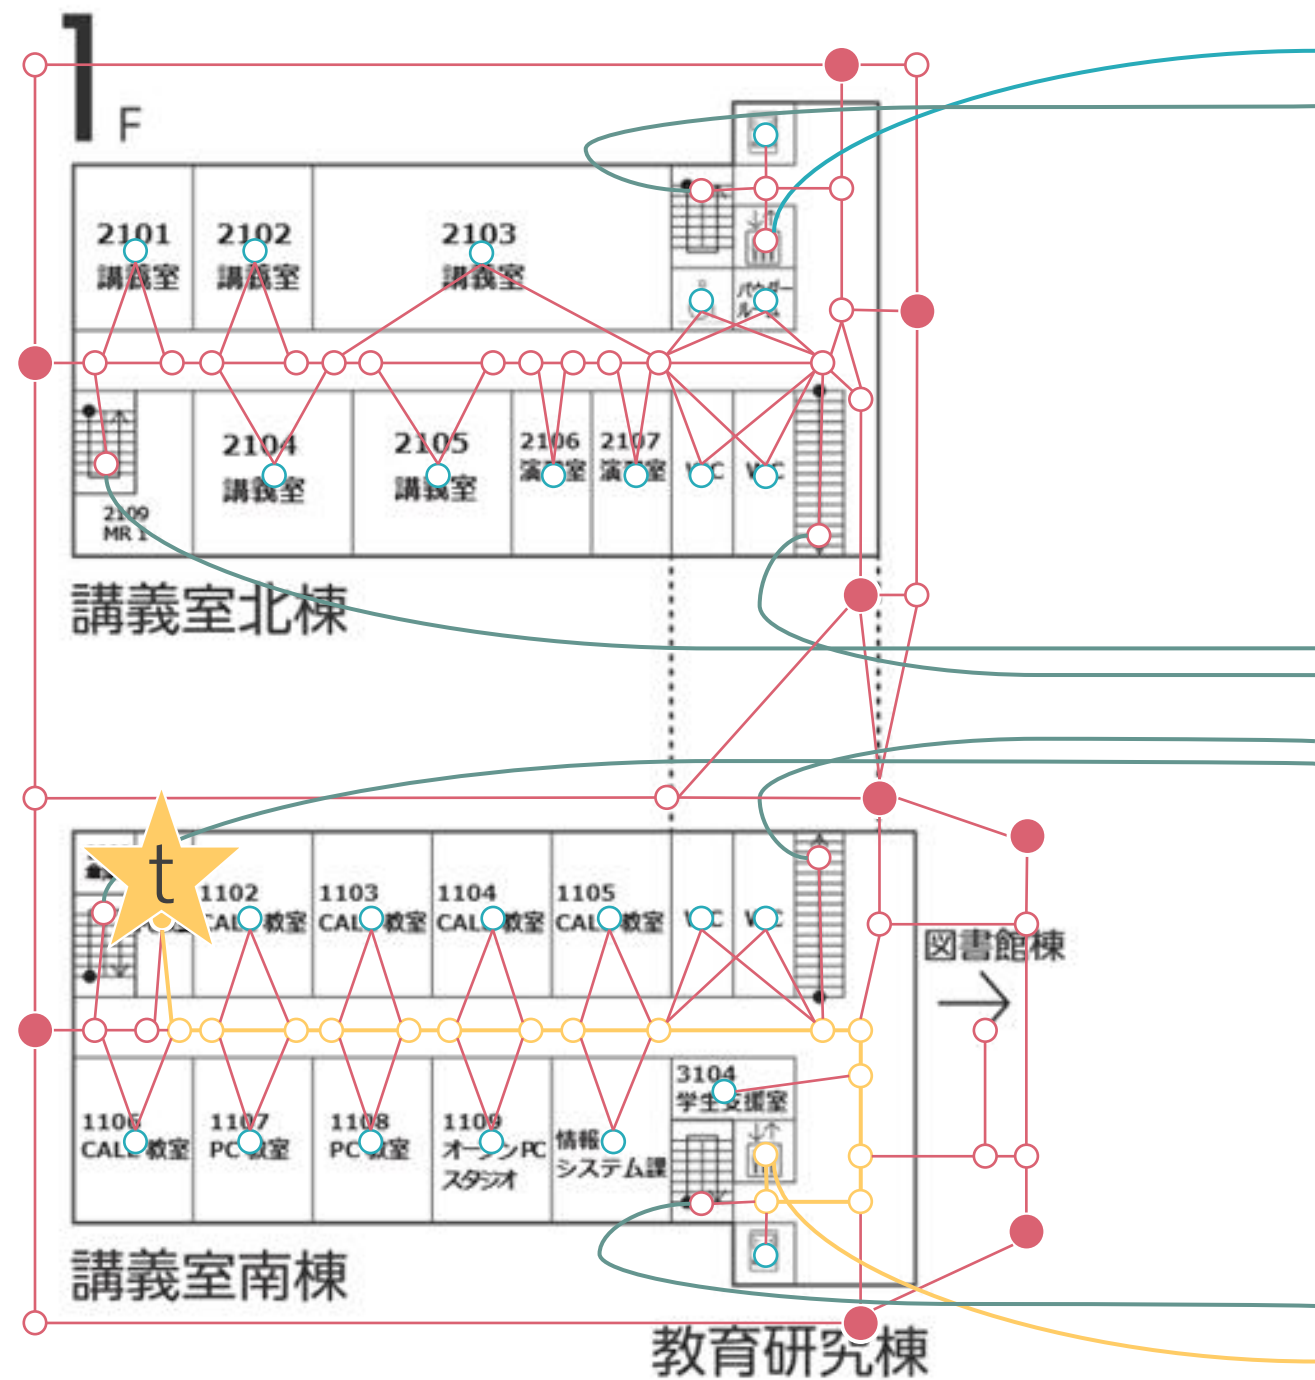 1F
2101
講義室
2102
講義室
2103
講義室
パウダー
ルーム
2104
講義室
2105
講義室
2106
演習室
2107
演習室
WC
WC
2109
MR 1
講義室北棟
t
1102
CALL教室
1103
CALL教室
1104
CALL教室
1105
CALL教室
WC
WC
図書館棟
1106
CALL教室
1107
PC教室
1108
PC教室
1109
オープンPC
スタジオ
情報
システム課
3104
学生支援室
講義室南棟
教育研究棟